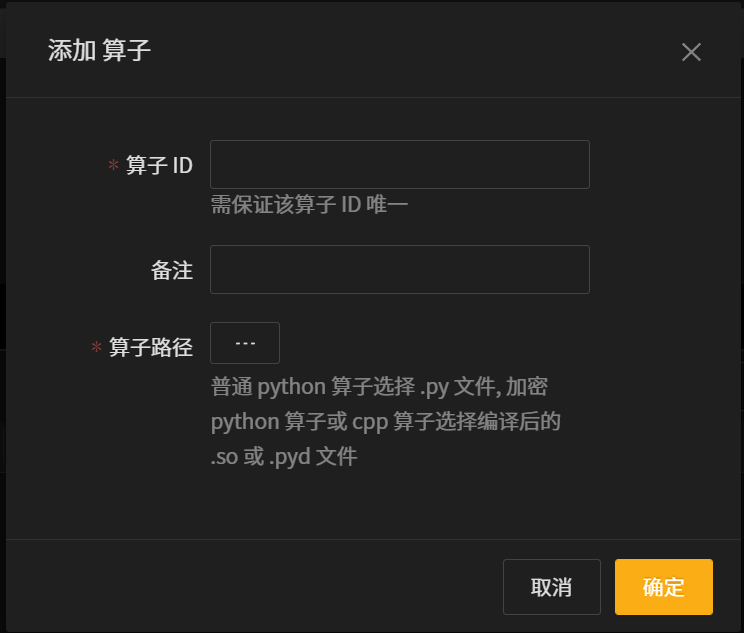 添加 算子
* 算子 ID
需保证该算子 ID 唯一
备注
* 算子路径
---
普通 python 算子选择 .py 文件, 加密
python 算子或 cpp 算子选择编译后的
.so 或 .pyd 文件
取消
确定